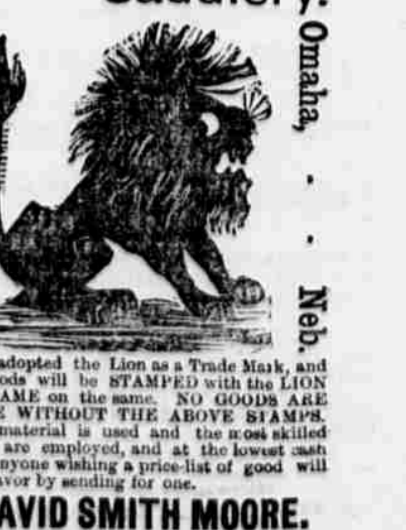 Saddlery.
Omaha, - - Neb.
adopted the Lion as a Trade Mark, and
ods will be STAMPED with the LION
AME on the same. NO GOODS ARE
E WITHOUT THE ABOVE STAMPS.
material is used and the most skilled
are employed, and at the lowest cash
nyone wishing a price-list of good will
avor by sending for one.
AVID SMITH MOORE.